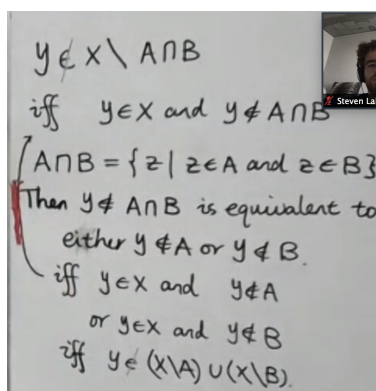 y∈X \ A∩B
iff y∈X and y∉A∩B
A∩B = {z | z∈A and z∈B}
Then y∉A∩B is equivalent to
either y∉A or y∉B.
iff y∈X and y∉A
or y∈X and y∉B
iff y∈(X\A)∪(X\B).
Steven La